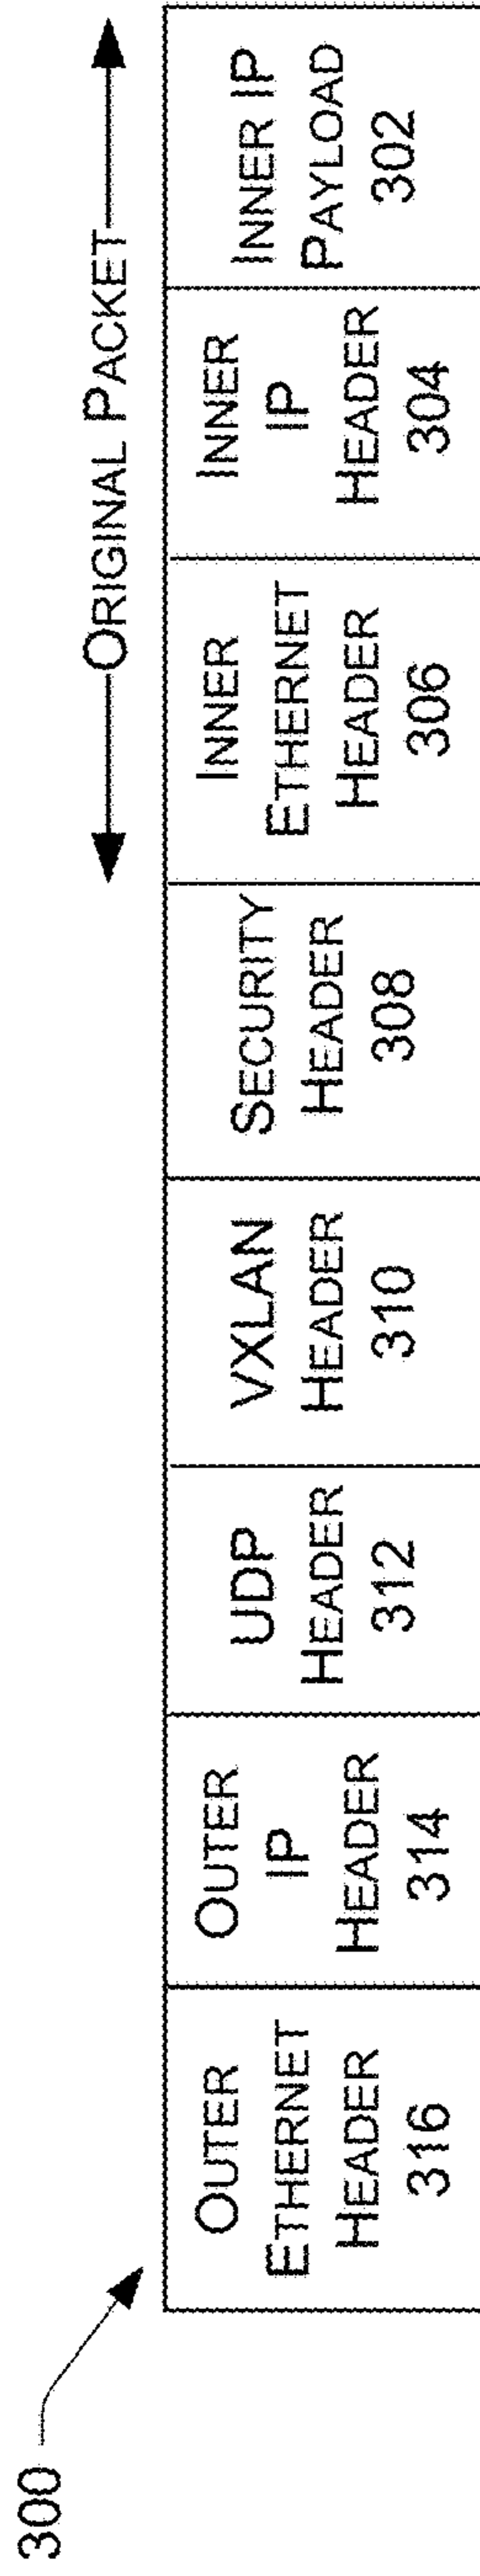 300
ORIGINAL PACKET
OUTER
ETHERNET
HEADER
316
OUTER
IP
HEADER
314
UDP
HEADER
312
VXLAN
HEADER
310
SECURITY
HEADER
308
INNER
ETHERNET
HEADER
306
INNER
IP
HEADER
304
INNER IP
PAYLOAD
302